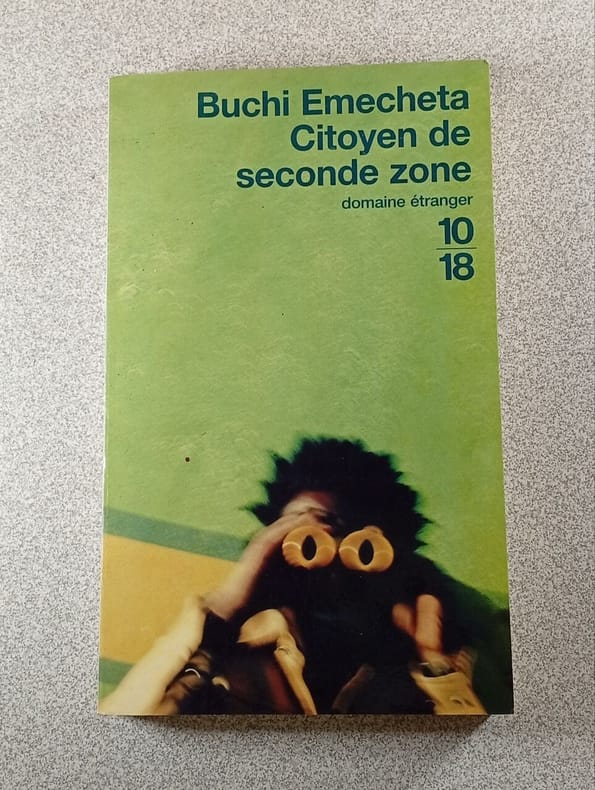 Buchi Emecheta
Citoyen de
seconde zone
domaine étranger
10
18